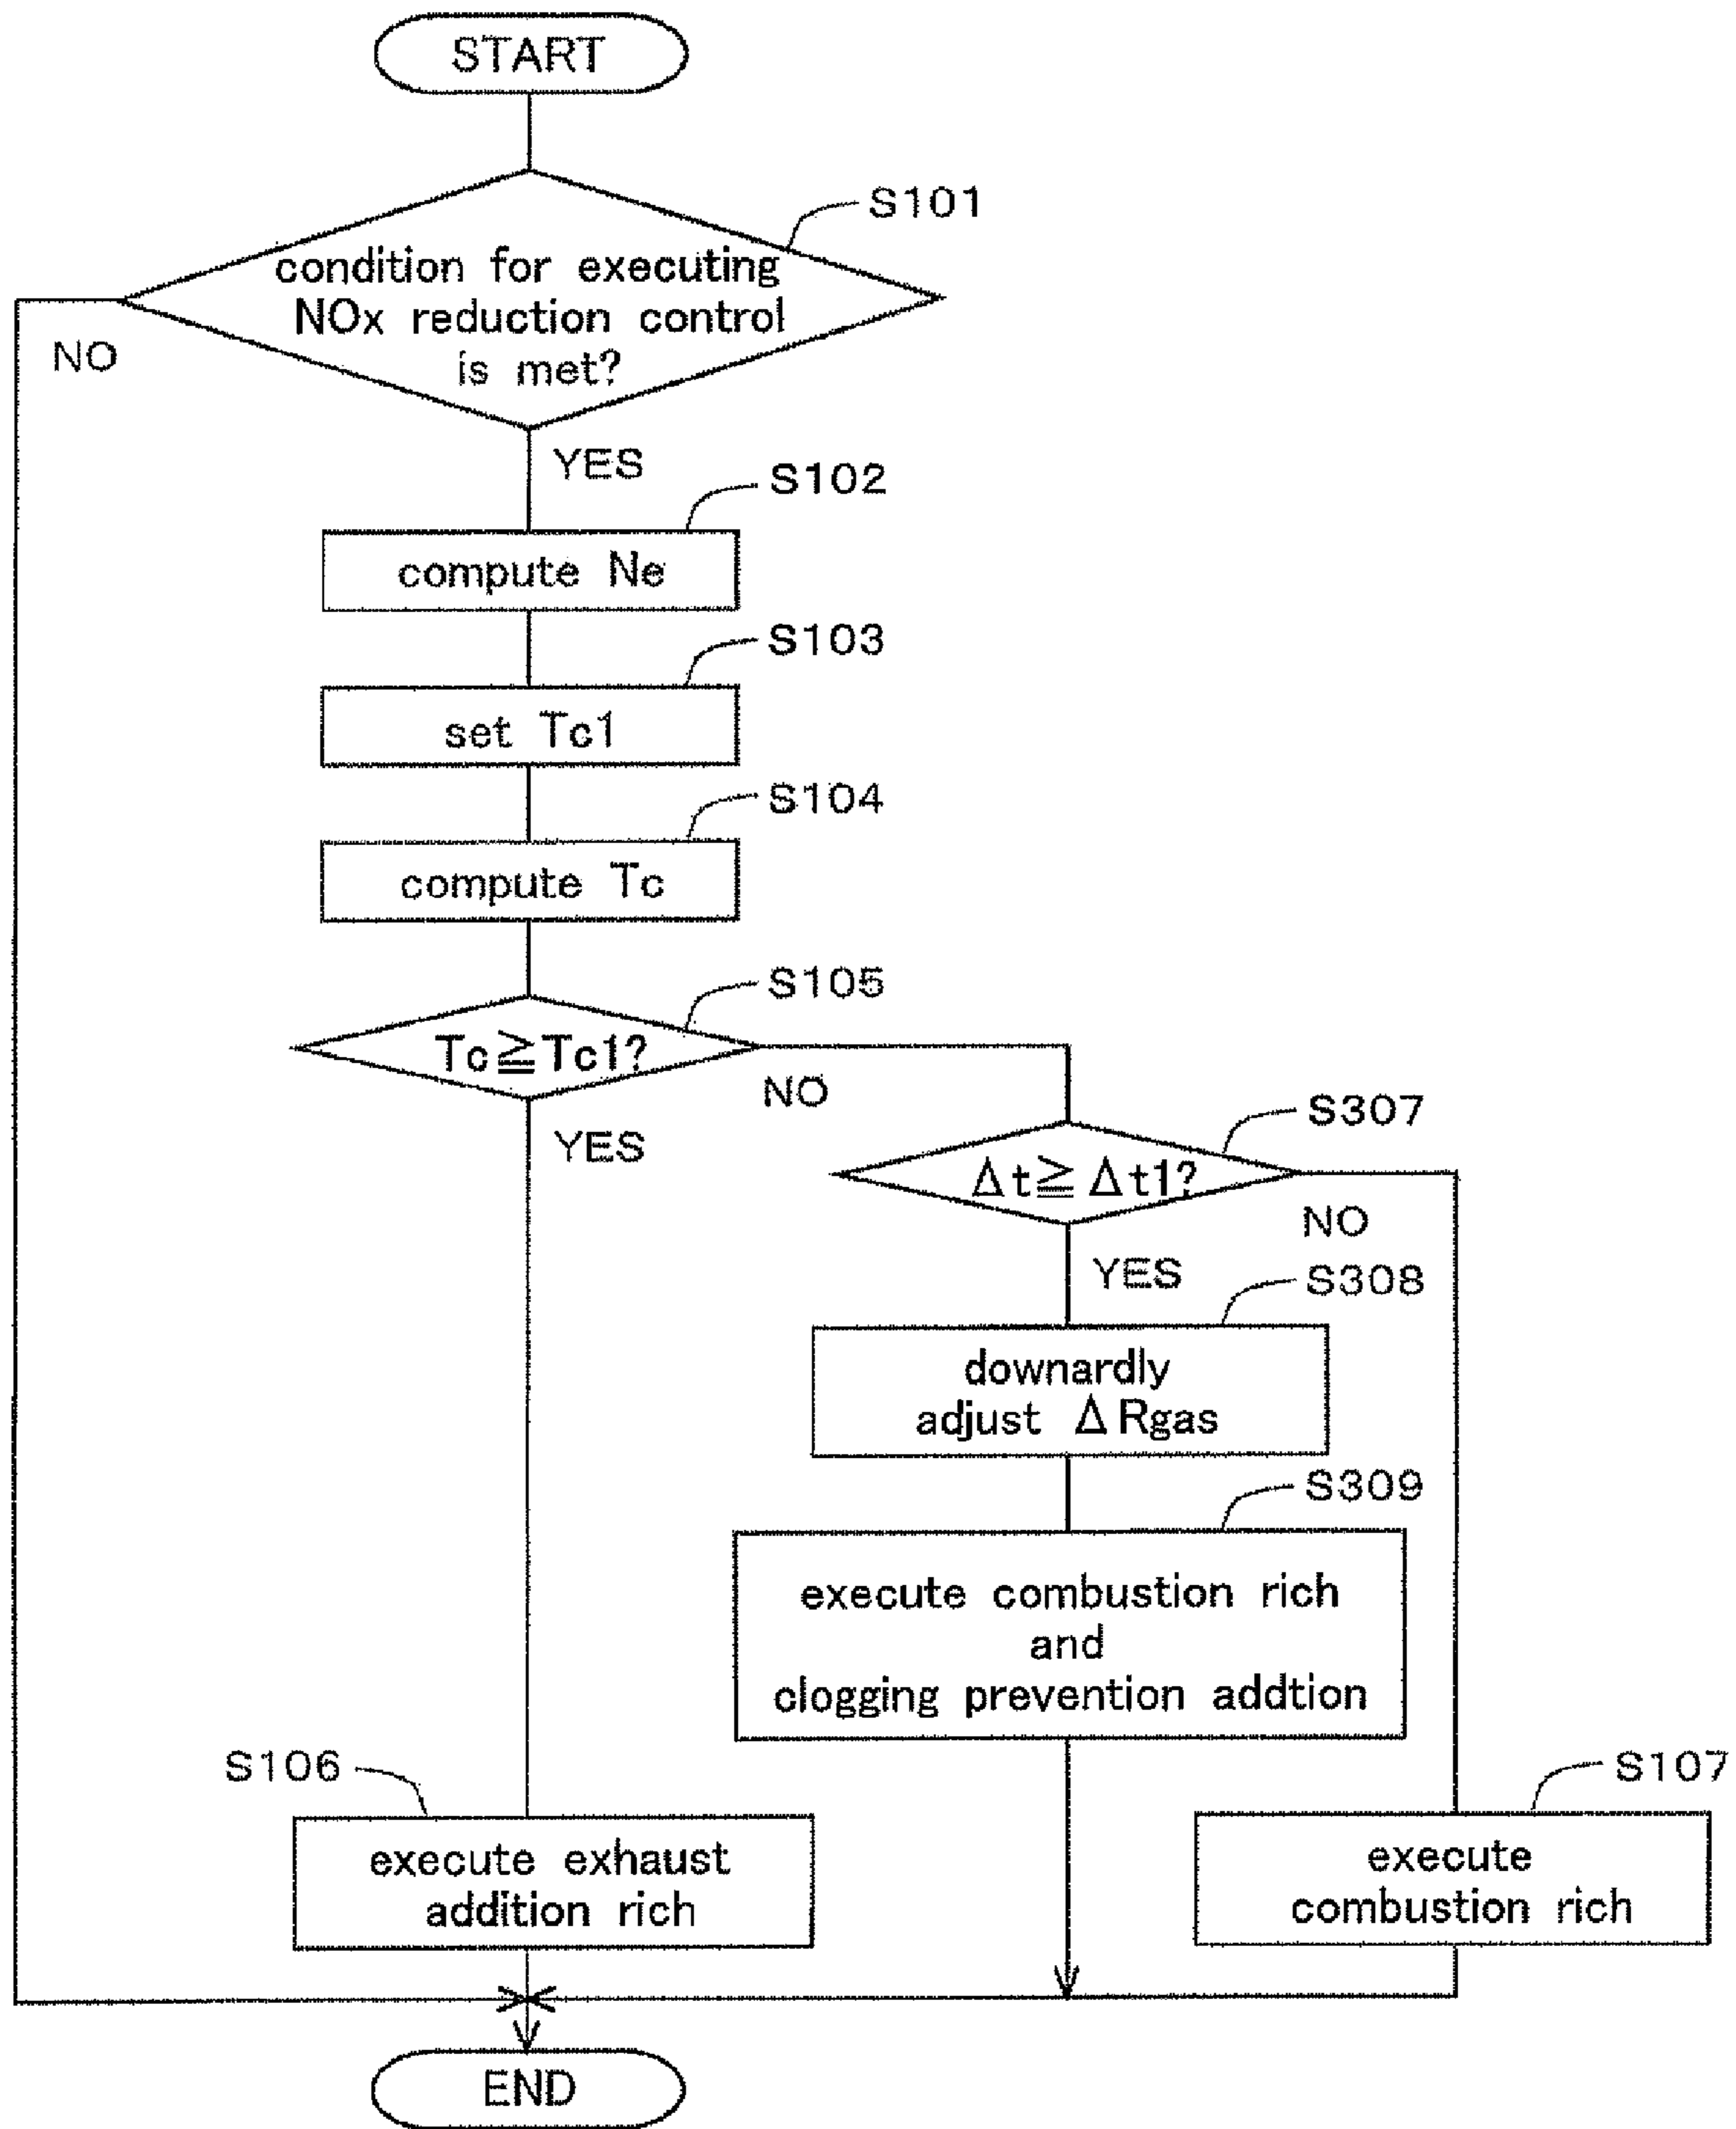 START
S101
condition for executing
NOx reduction control
is met?
NO
YES
S102
compute Ne
S103
set Tc1
S104
compute Tc
S105
Tc≧Tc1?
NO
YES
S307
Δt≧Δt1?
NO
YES
S308
downardly
adjust ΔRgas
S309
execute combustion rich
and
clogging prevention addtion
S106
execute exhaust
addition rich
S107
execute
combustion rich
END